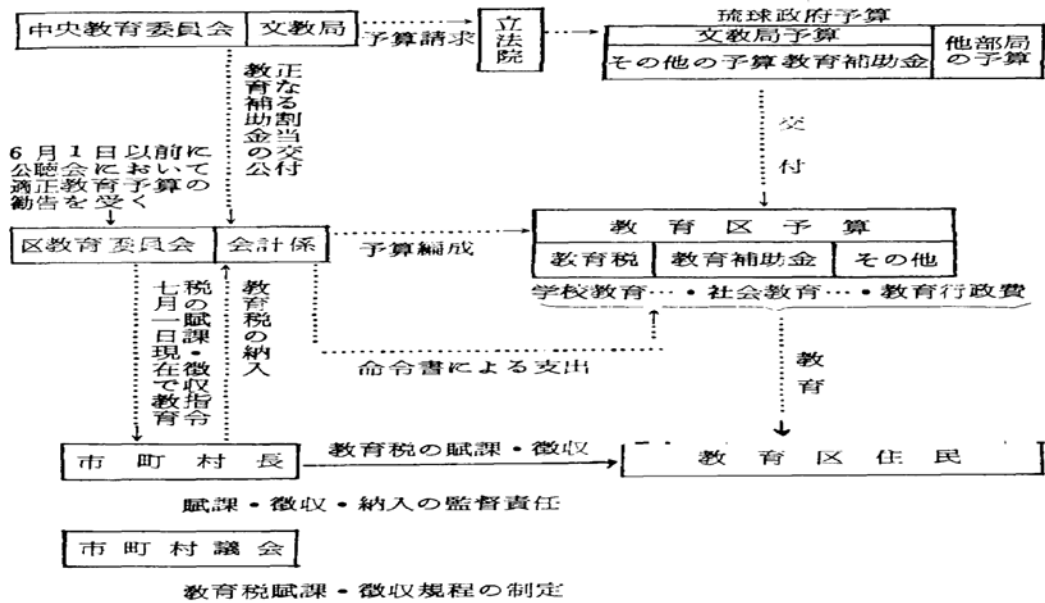 琉球政府予算
中央教育委員会 文教局
予算請求
立法院
文教局予算
その他の予算 教育補助金
他部局
の予算
教育補助金の公
正なる割当交付
交付
6月1日以前に
公聴会において
適正教育予算の
勧告を受く
区教育委員会 会計係
予算編成
教育区予算
教育税 教育補助金 その他
学校教育…・社会教育…・教育行政費
七月一日現在で教育
税の賦課・徴収指令
教育税の納入
命令書による支出
教育
市町村長
教育税の賦課・徴収
教育区住民
賦課・徴収・納入の監督責任
市町村議会
教育税賦課・徴収規程の制定